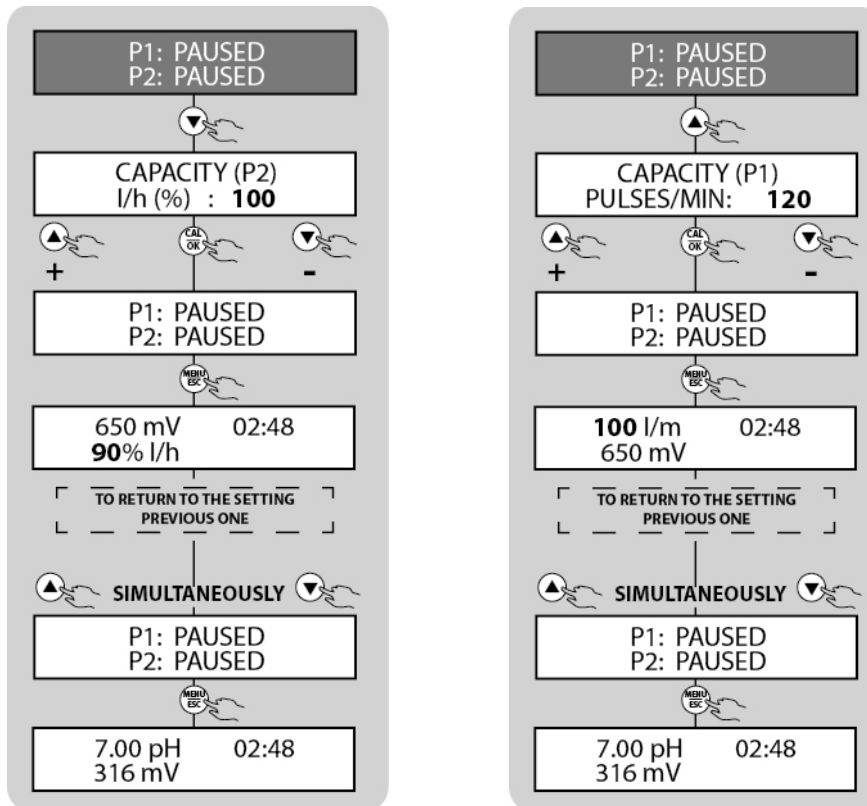 P1: PAUSED
P2: PAUSED
CAPACITY (P2)
l/h (%) : 100
CAL
OK
+ -
P1: PAUSED
P2: PAUSED
MENU
ESC
650 mV 02:48
90% l/h
TO RETURN TO THE SETTING
PREVIOUS ONE
SIMULTANEOUSLY
P1: PAUSED
P2: PAUSED
MENU
ESC
7.00 pH 02:48
316 mV
P1: PAUSED
P2: PAUSED
CAPACITY (P1)
PULSES/MIN: 120
CAL
OK
+ -
P1: PAUSED
P2: PAUSED
MENU
ESC
100 l/m 02:48
650 mV
TO RETURN TO THE SETTING
PREVIOUS ONE
SIMULTANEOUSLY
P1: PAUSED
P2: PAUSED
MENU
ESC
7.00 pH 02:48
316 mV